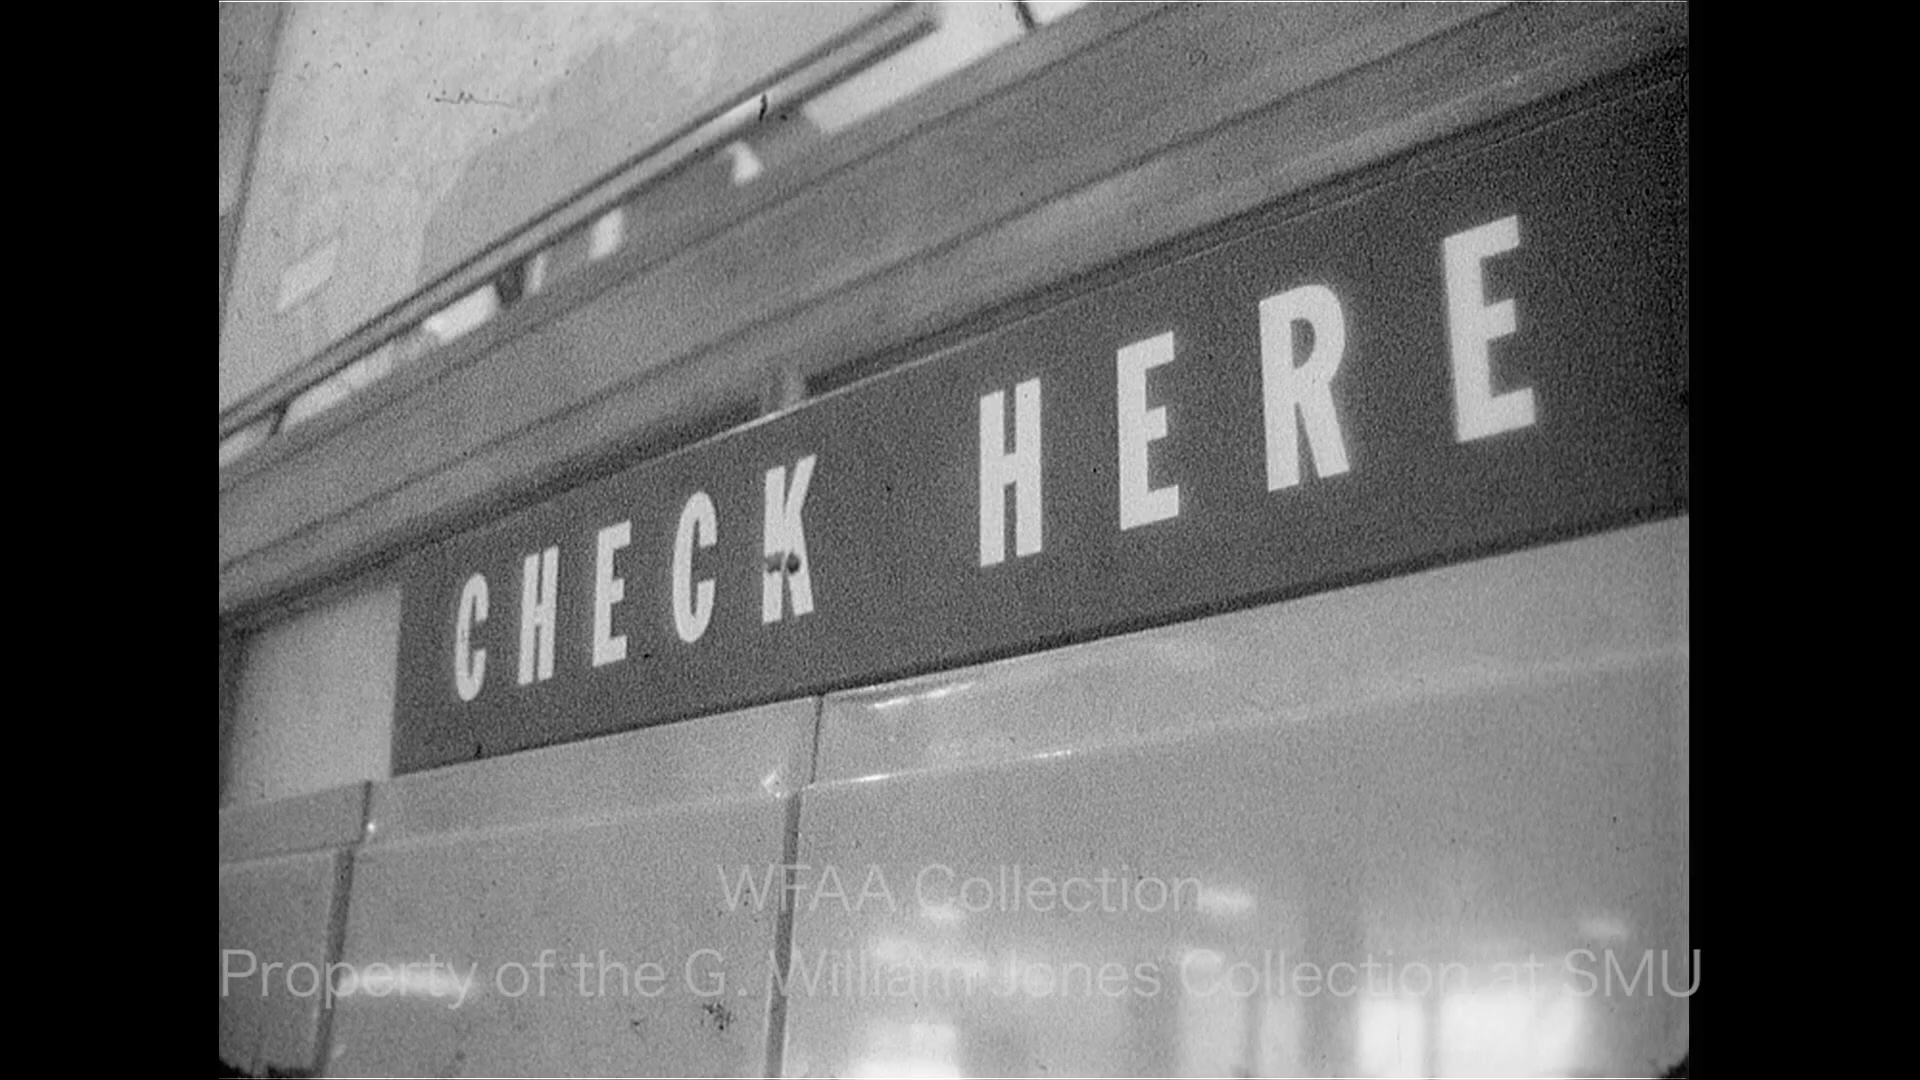 CHECK HERE
WFAA Collection
Property of the G. William Jones Collection at SMU